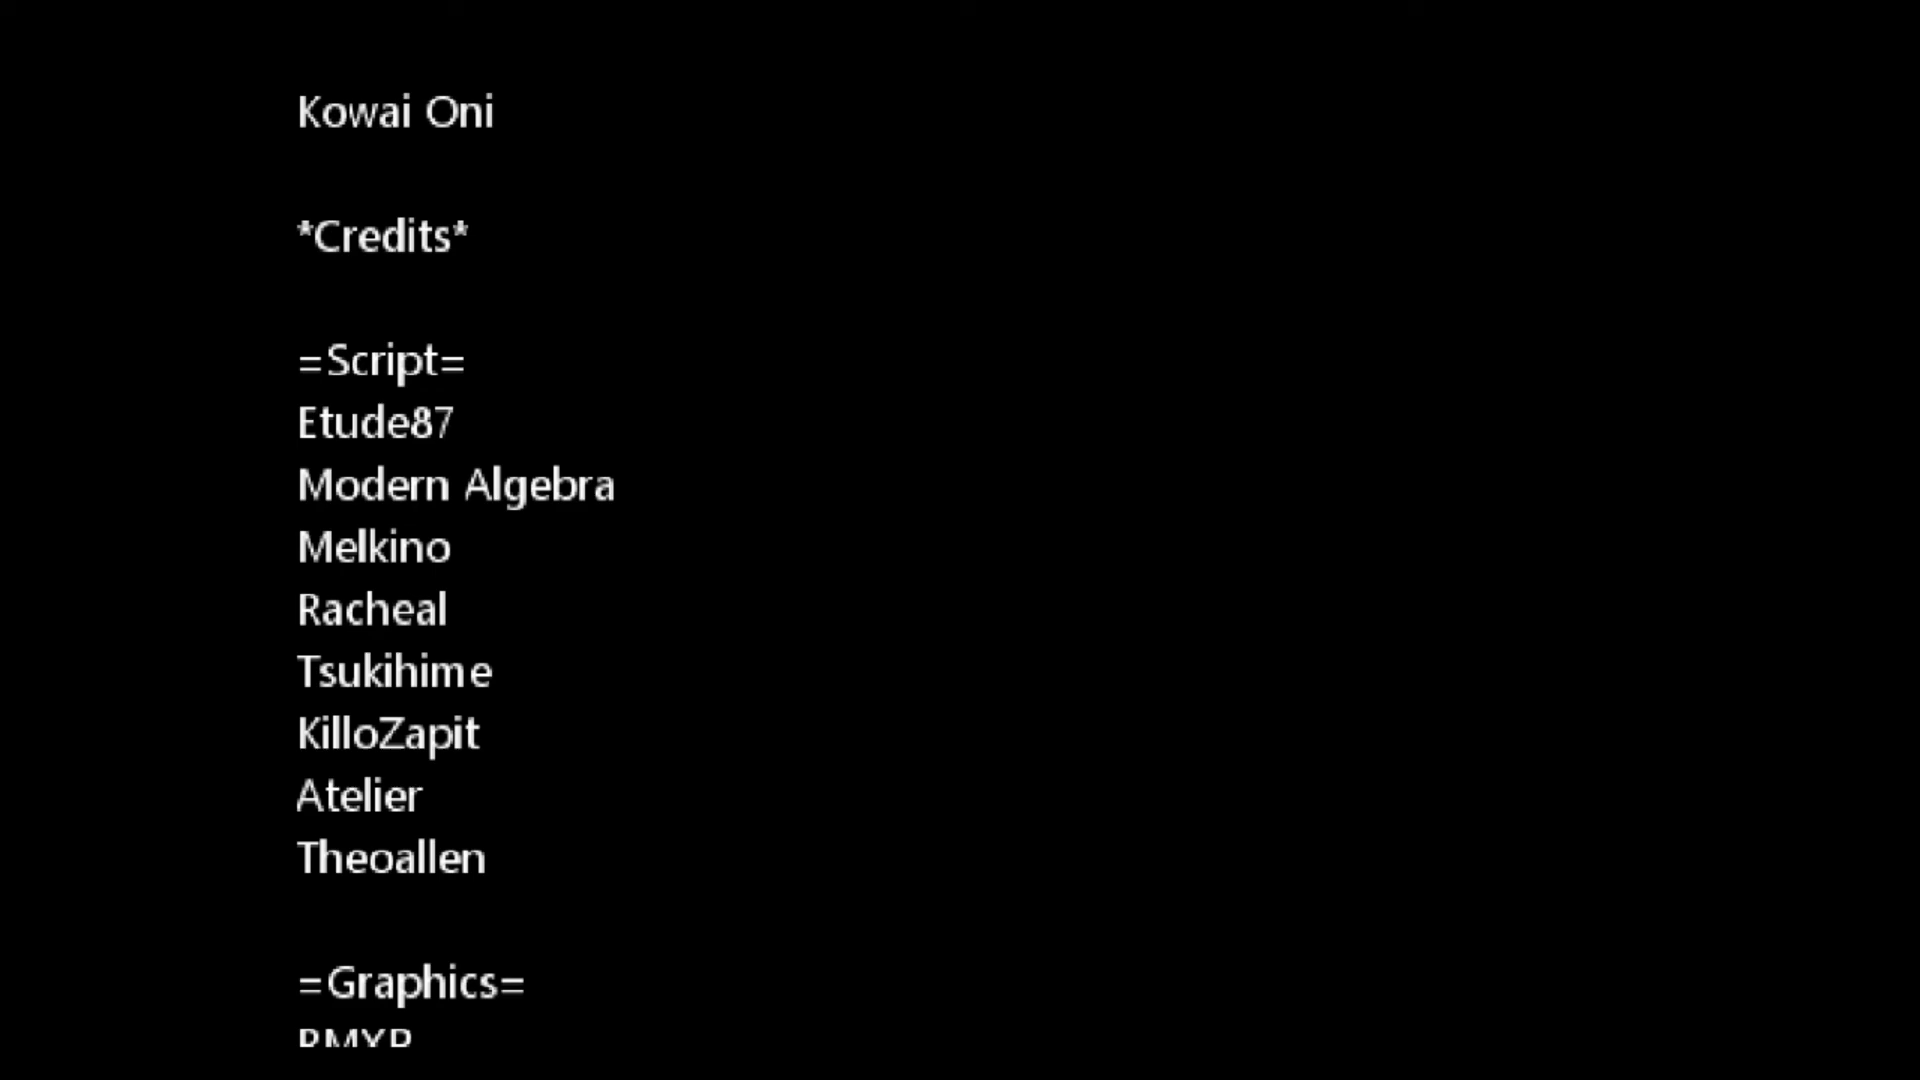 Kowai Oni
*Credits*
=Script=
Etude87
Modern Algebra
Melkino
Racheal
Tsukihime
KilloZapit
Atelier
Theoallen
=Graphics=